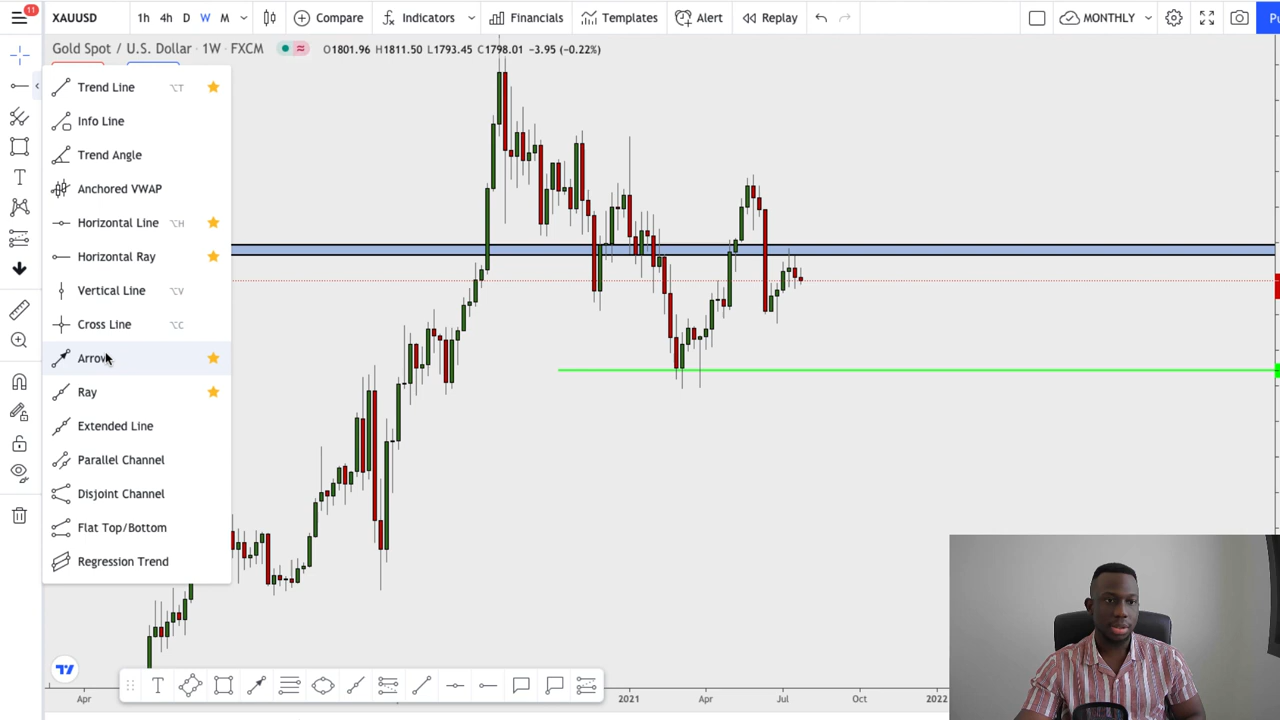 11
XAUUSD 1h 4h D W M Compare Indicators Financials Templates Alert Replay MONTHLY
Gold Spot / U.S. Dollar · 1W · FXCM O1801.96 H1811.50 L1793.45 C1798.01 −3.95 (−0.22%)
Trend Line ⌥T
Info Line
Trend Angle
Anchored VWAP
Horizontal Line ⌥H
Horizontal Ray
Vertical Line ⌥V
Cross Line ⌥C
Arrow
Ray
Extended Line
Parallel Channel
Disjoint Channel
Flat Top/Bottom
Regression Trend
Apr 2021 Apr Jul Oct 2022